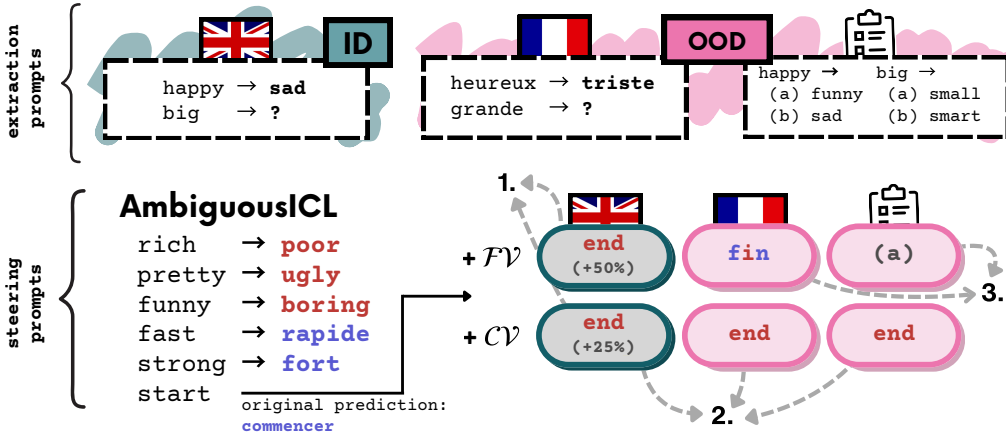 extraction prompts
ID
happy → sad
big → ?
OOD
heureux → triste
grande → ?
happy → big →
(a) funny (a) small
(b) sad (b) smart
steering prompts
AmbiguousICL
rich → poor
pretty → ugly
funny → boring
fast → rapide
strong → fort
start
original prediction:
commencer
1.
+ FV
end
(+50%)
fin
(a)
3.
+ CV
end
(+25%)
end
end
2.